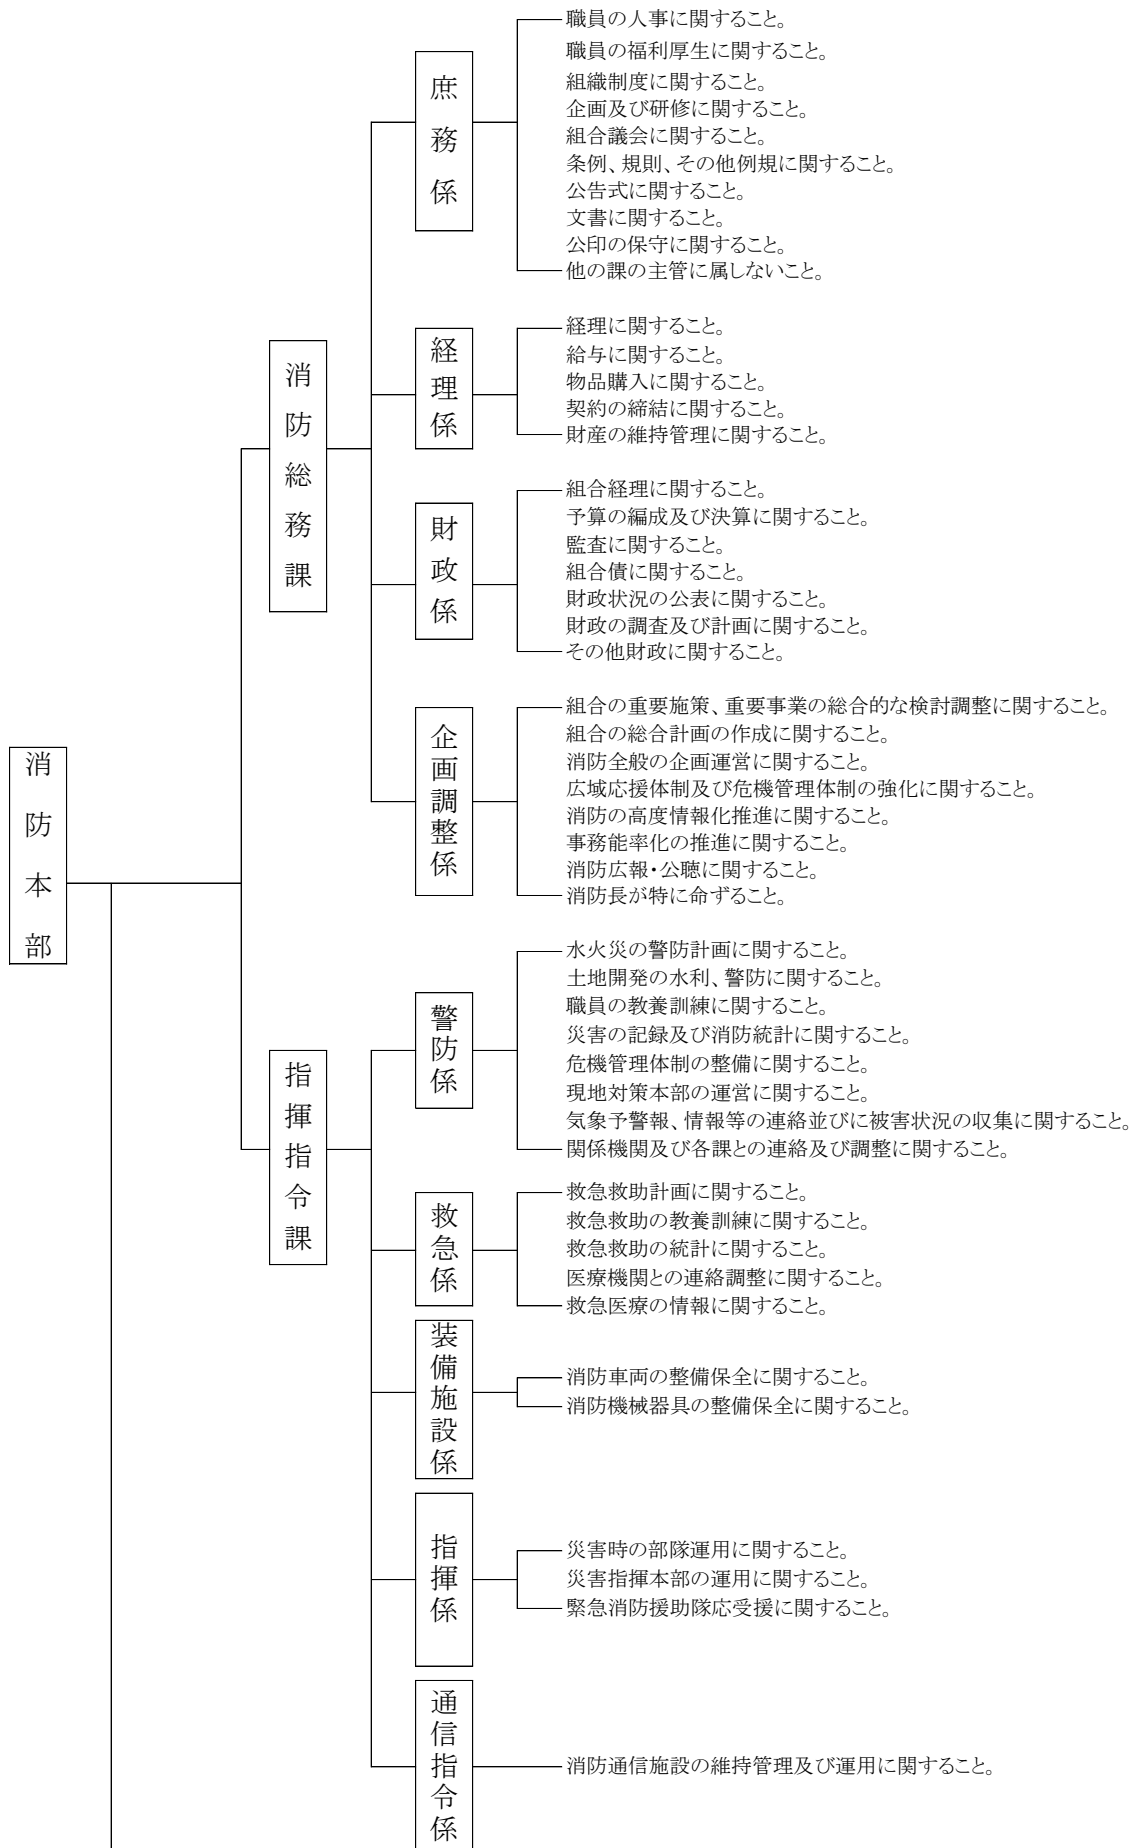 消防本部
消防総務課
庶務係
職員の人事に関すること。
職員の福利厚生に関すること。
組織制度に関すること。
企画及び研修に関すること。
組合議会に関すること。
条例、規則、その他例規に関すること。
公告式に関すること。
文書に関すること。
公印の保守に関すること。
他の課の主管に属しないこと。
経理係
経理に関すること。
給与に関すること。
物品購入に関すること。
契約の締結に関すること。
財産の維持管理に関すること。
財政係
組合経理に関すること。
予算の編成及び決算に関すること。
監査に関すること。
組合債に関すること。
財政状況の公表に関すること。
財政の調査及び計画に関すること。
その他財政に関すること。
企画調整係
組合の重要施策、重要事業の総合的な検討調整に関すること。
組合の総合計画の作成に関すること。
消防全般の企画運営に関すること。
広域応援体制及び危機管理体制の強化に関すること。
消防の高度情報化推進に関すること。
事務能率化の推進に関すること。
消防広報・公聴に関すること。
消防長が特に命ずること。
指揮指令課
警防係
水火災の警防計画に関すること。
土地開発の水利、警防に関すること。
職員の教養訓練に関すること。
災害の記録及び消防統計に関すること。
危機管理体制の整備に関すること。
現地対策本部の運営に関すること。
気象予警報、情報等の連絡並びに被害状況の収集に関すること。
関係機関及び各課との連絡及び調整に関すること。
救急係
救急救助計画に関すること。
救急救助の教養訓練に関すること。
救急救助の統計に関すること。
医療機関との連絡調整に関すること。
救急医療の情報に関すること。
装備施設係
消防車両の整備保全に関すること。
消防機械器具の整備保全に関すること。
指揮係
災害時の部隊運用に関すること。
災害指揮本部の運用に関すること。
緊急消防援助隊応受援に関すること。
通信指令係
消防通信施設の維持管理及び運用に関すること。